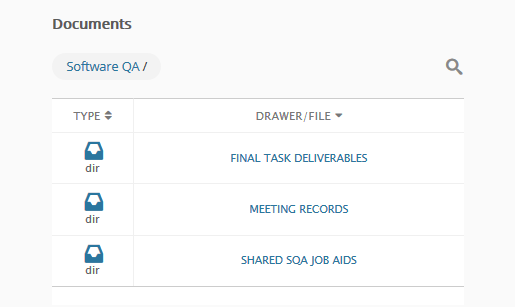 Documents
Software QA /
TYPE DRAWER/FILE
dir FINAL TASK DELIVERABLES
dir MEETING RECORDS
dir SHARED SQA JOB AIDS